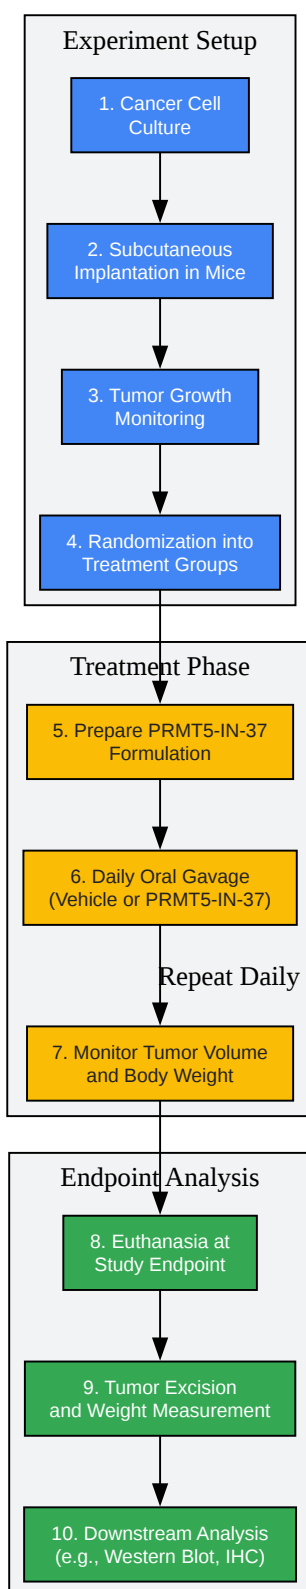 Experiment Setup
1. Cancer Cell
Culture
2. Subcutaneous
Implantation in Mice
3. Tumor Growth
Monitoring
4. Randomization into
Treatment Groups
Treatment Phase
5. Prepare PRMT5-IN-37
Formulation
6. Daily Oral Gavage
(Vehicle or PRMT5-IN-37)
Repeat Daily
7. Monitor Tumor Volume
and Body Weight
Endpoint Analysis
8. Euthanasia at
Study Endpoint
9. Tumor Excision
and Weight Measurement
10. Downstream Analysis
(e.g., Western Blot, IHC)